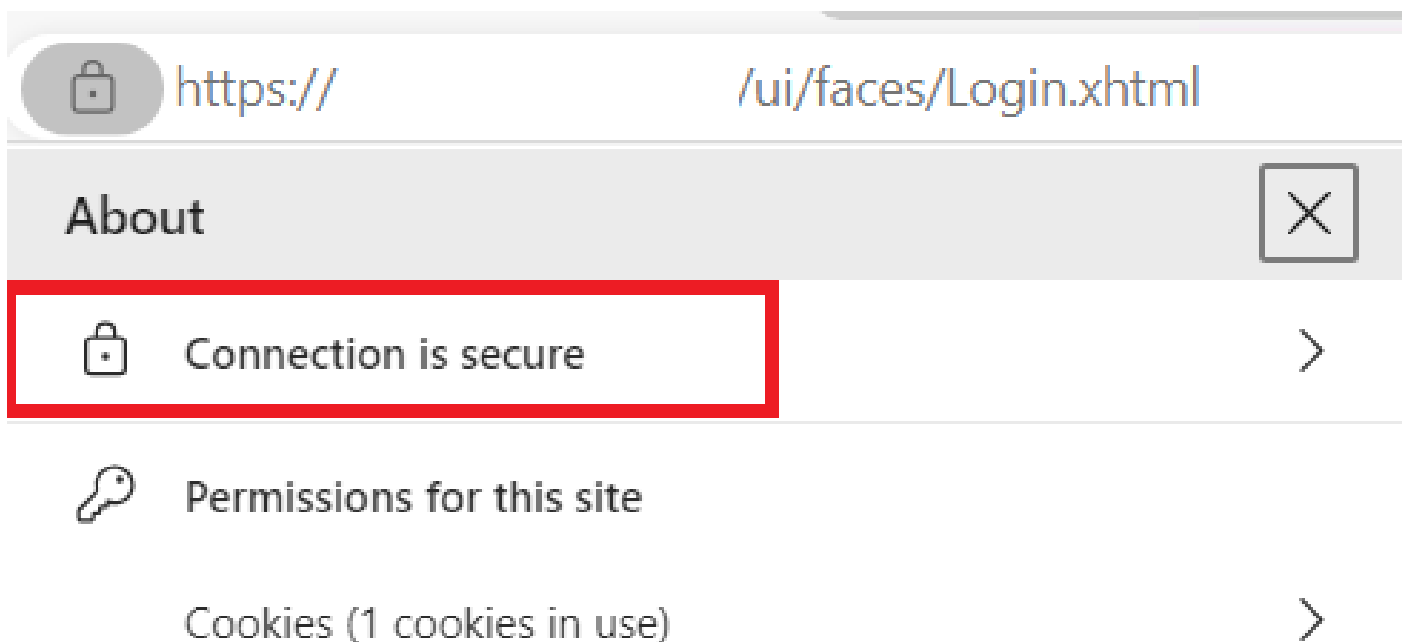 https:// /ui/faces/Login.xhtml
About
Connection is secure
Permissions for this site
Cookies (1 cookies in use)